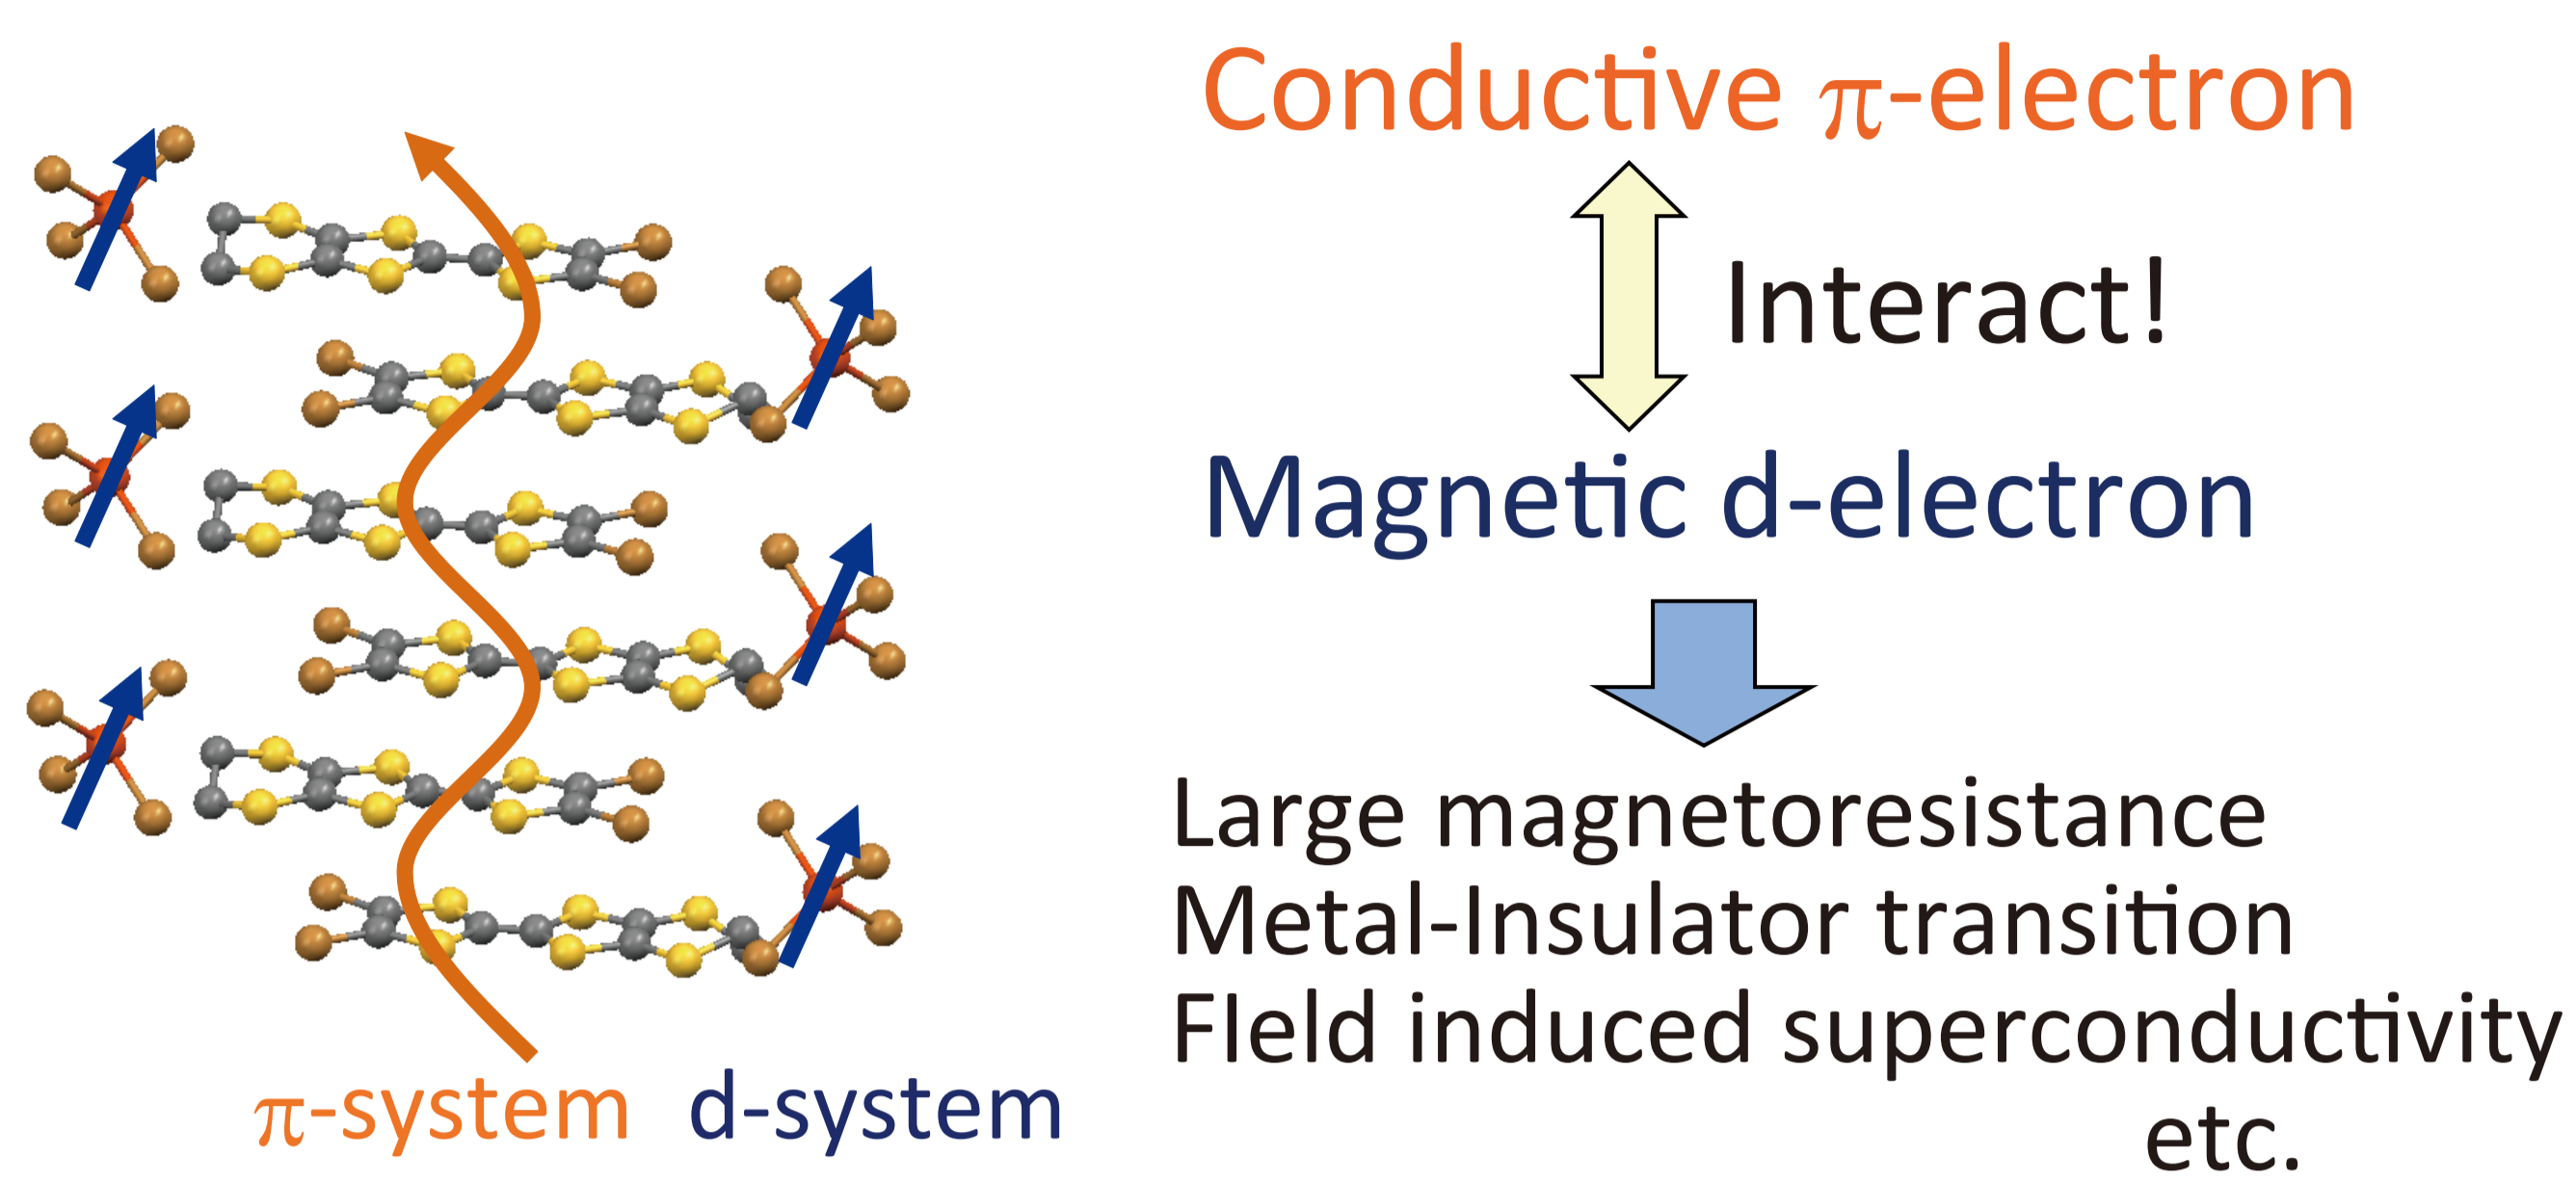 Conductive π-electron
Interact!
Magnetic d-electron
Large magnetoresistance
Metal-Insulator transition
FIeld induced superconductivity
etc.
π-system d-system